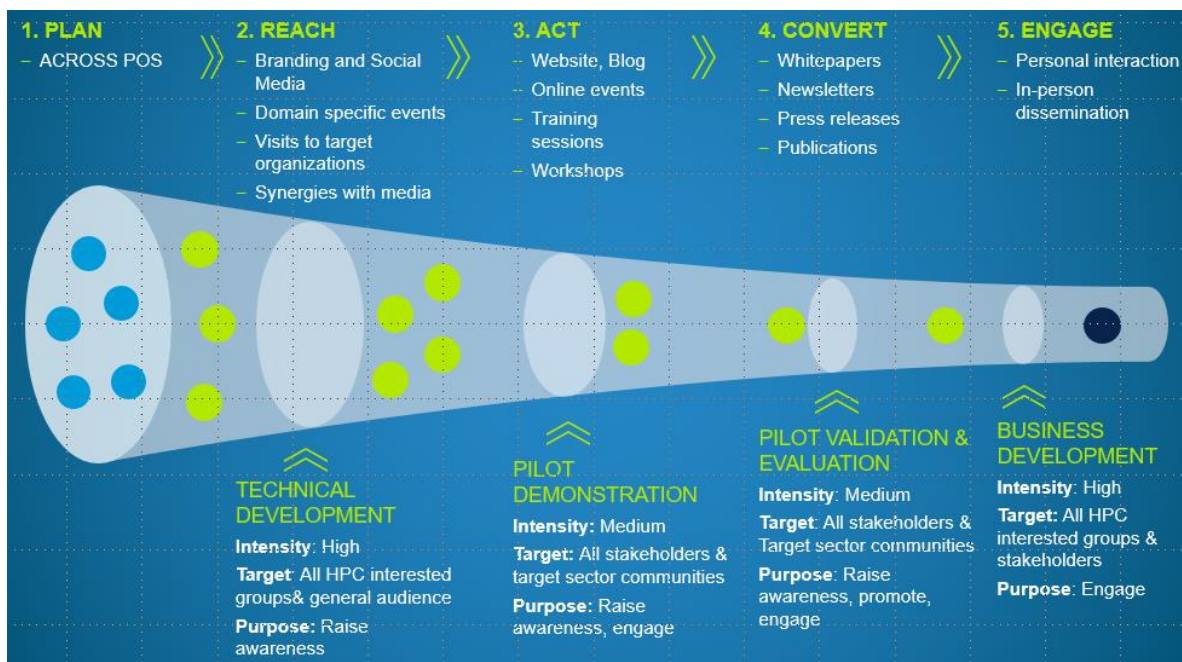 1. PLAN
– ACROSS POS
2. REACH
– Branding and Social
Media
– Domain specific events
– Visits to target
organizations
– Synergies with media
3. ACT
-- Website, Blog
-- Online events
– Training
sessions
– Workshops
4. CONVERT
– Whitepapers
– Newsletters
– Press releases
– Publications
5. ENGAGE
– Personal interaction
– In-person
dissemination
TECHNICAL
DEVELOPMENT
Intensity: High
Target: All HPC interested
groups& general audience
Purpose: Raise
awareness
PILOT
DEMONSTRATION
Intensity: Medium
Target: All stakeholders &
target sector communities
Purpose: Raise
awareness, engage
PILOT VALIDATION &
EVALUATION
Intensity: Medium
Target: All stakeholders &
Target sector communities
Purpose: Raise
awareness, promote,
engage
BUSINESS
DEVELOPMENT
Intensity: High
Target: All HPC
interested groups &
stakeholders
Purpose: Engage